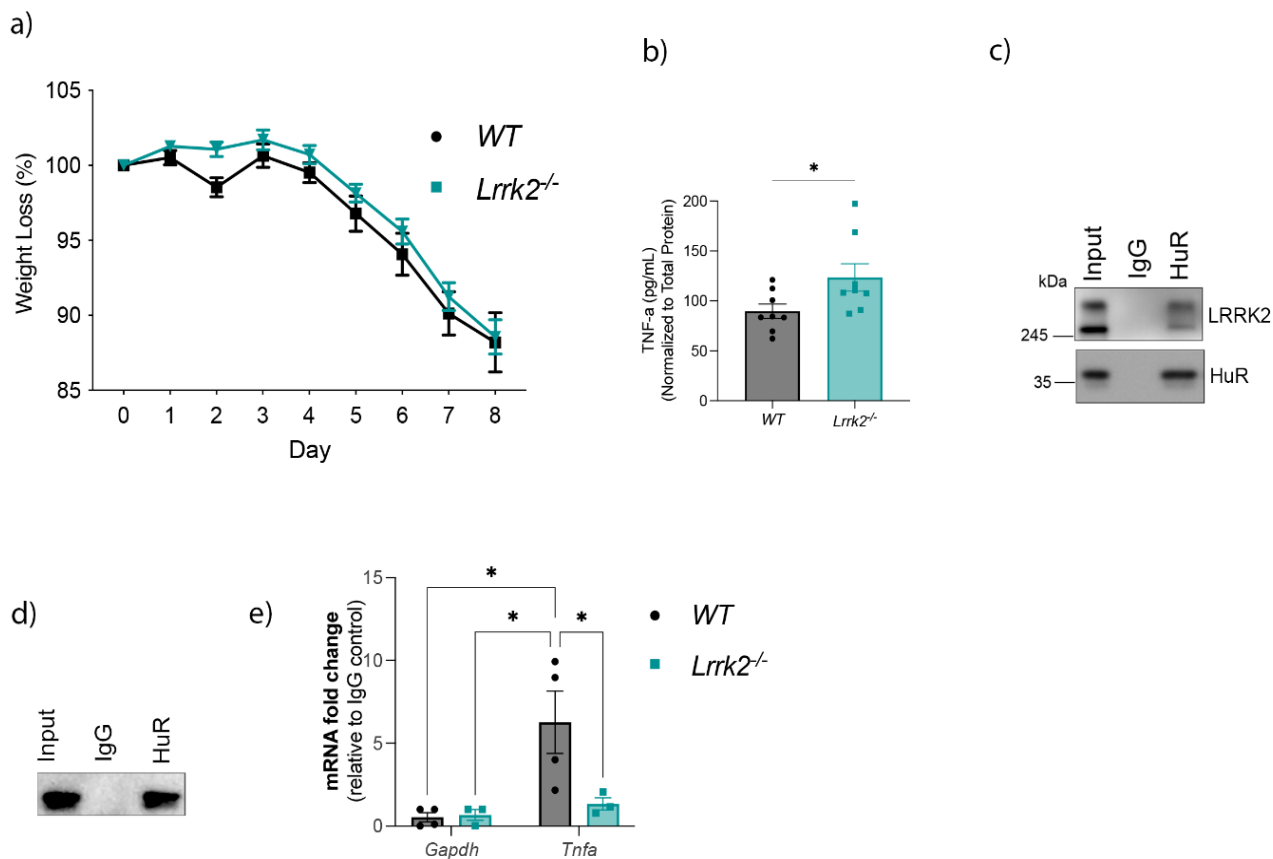 a)
105
100
95
90
85
Weight Loss (%)
0 1 2 3 4 5 6 7 8
Day
WT
Lrrk2-/-
b)
*
200
150
100
50
0
TNF-a (pg/mL)
(Normalized to Total Protein)
WT Lrrk2-/-
c)
Input IgG HuR
kDa
LRRK2
245
35
HuR
d)
Input IgG HuR
e)
*
* *
15
10
5
0
mRNA fold change
(relative to IgG control)
Gapdh Tnfa
WT
Lrrk2-/-